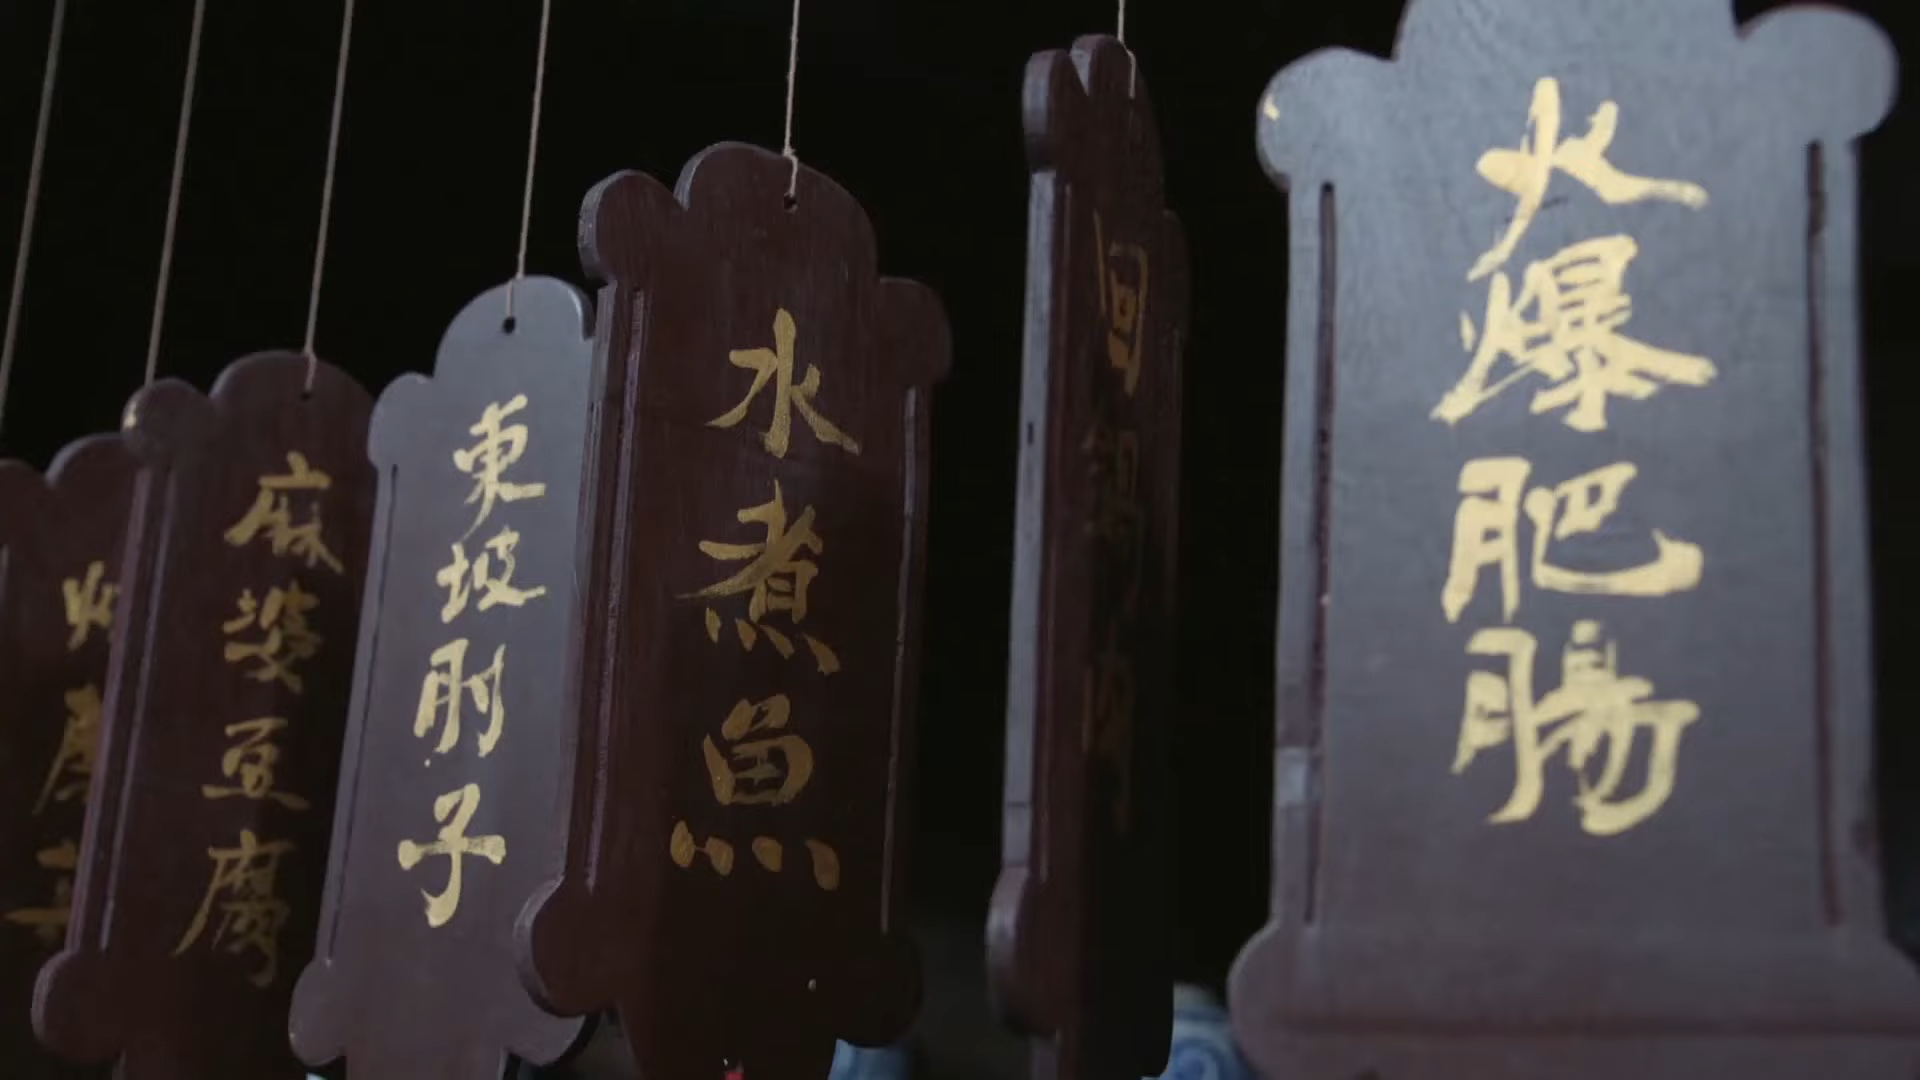 火爆肥腸
回鍋肉
水煮魚
東坡肘子
麻婆豆腐